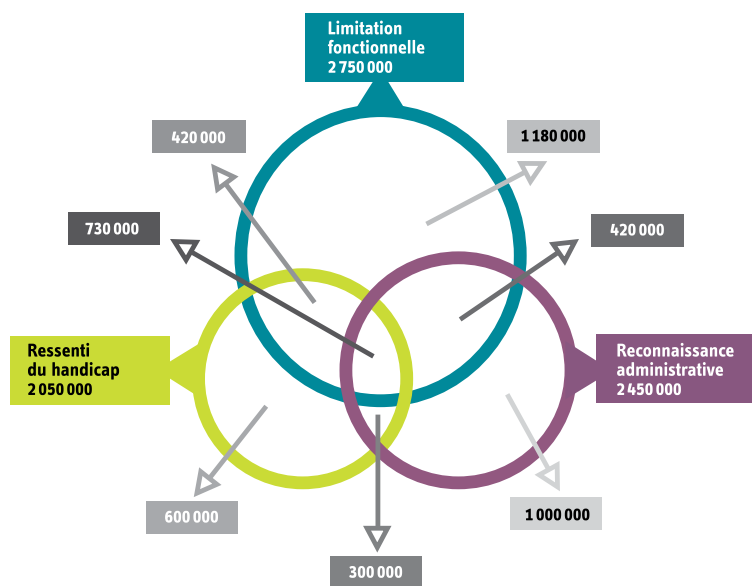 Limitation
fonctionnelle
2 750 000
420 000
1 180 000
730 000
420 000
Ressenti
du handicap
2 050 000
Reconnaissance
administrative
2 450 000
600 000
1 000 000
300 000